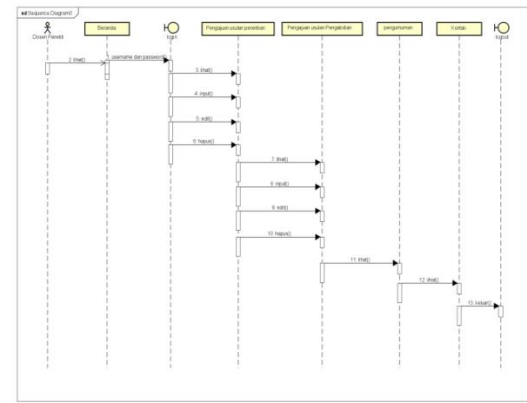 sd Sequence Diagram0
Dosen Peneliti
Beranda
login
Pengajuan usulan penelitian
Pengajuan usulan Pengabdian
pengumuman
Kontak
logout
2. lihat()
1. username dan password()
3. lihat()
4. input()
5. edit()
6. hapus()
7. lihat()
8. input()
9. edit()
10. hapus()
11. lihat()
12. lihat()
13. keluar()